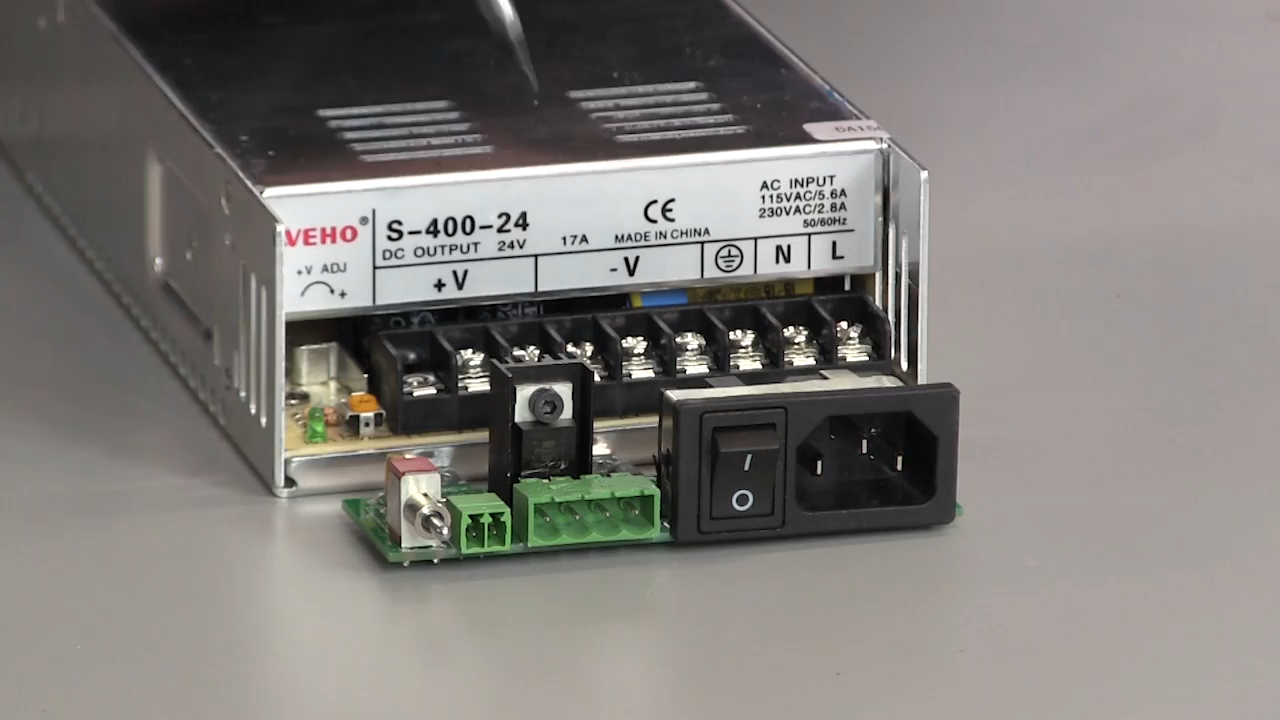 VEHO®
+V ADJ
+
S-400-24
DC OUTPUT 24V 17A
CE
MADE IN CHINA
AC INPUT
115VAC/5.6A
230VAC/2.8A
50/60Hz
+V -V N L
I
O